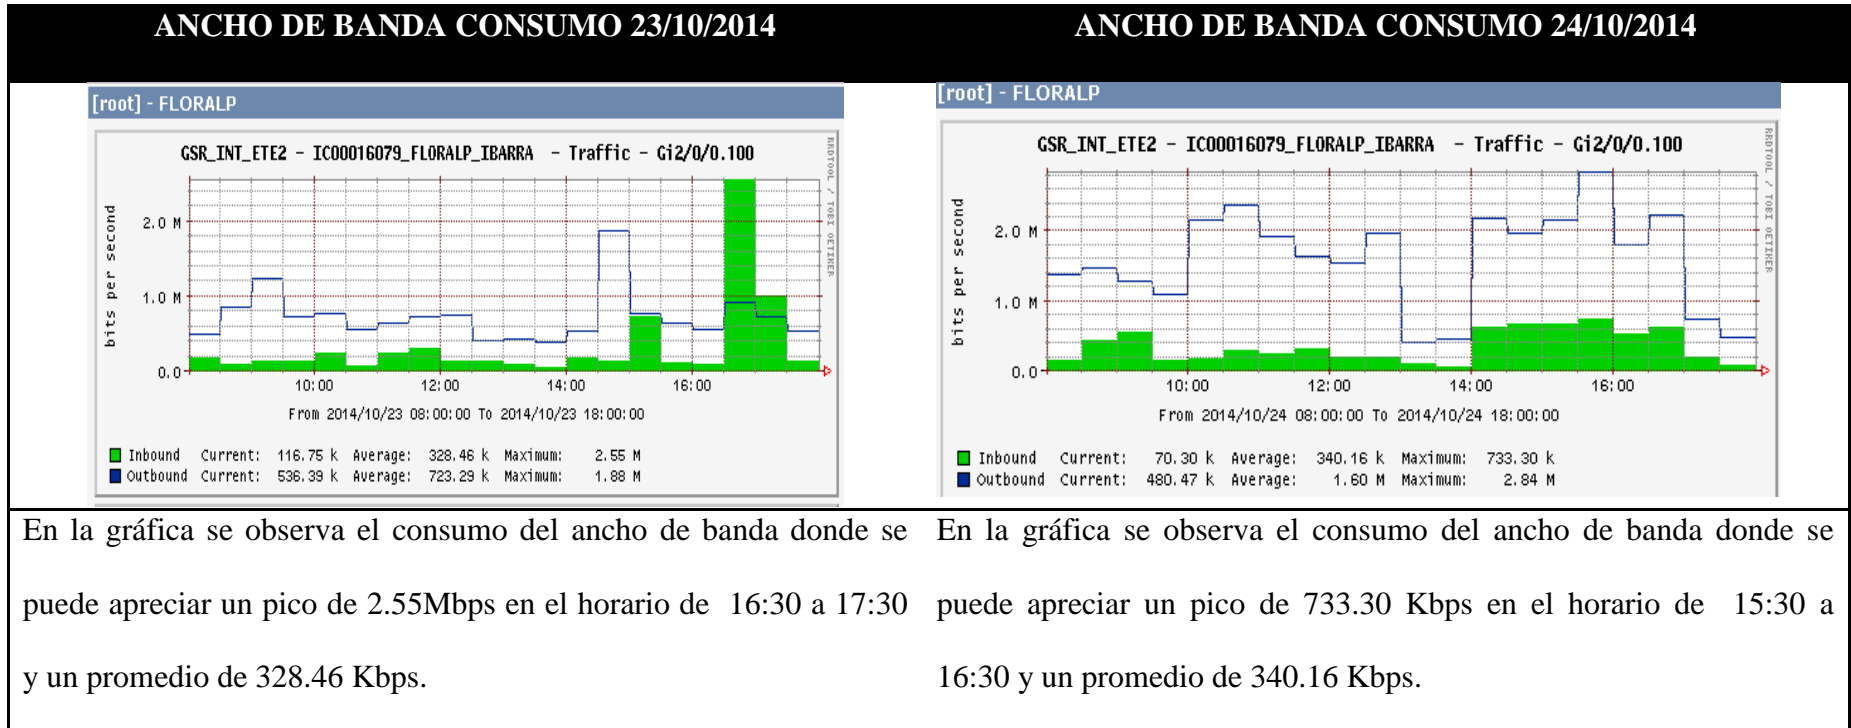 ANCHO DE BANDA CONSUMO 23/10/2014
[root] - FLORALP
GSR_INT_ETE2 - IC00016079_FLORALP_IBARRA - Traffic - Gi2/0/0.100
RRDTOOL / TOBI OETIKER
bits per second
2.0 M
1.0 M
0.0
10:00 12:00 14:00 16:00
From 2014/10/23 08:00:00 To 2014/10/23 18:00:00
Inbound Current: 116.75 k Average: 328.46 k Maximum: 2.55 M
Outbound Current: 536.39 k Average: 723.29 k Maximum: 1.88 M
En la gráfica se observa el consumo del ancho de banda donde se
puede apreciar un pico de 2.55Mbps en el horario de 16:30 a 17:30
y un promedio de 328.46 Kbps.
ANCHO DE BANDA CONSUMO 24/10/2014
[root] - FLORALP
GSR_INT_ETE2 - IC00016079_FLORALP_IBARRA - Traffic - Gi2/0/0.100
RRDTOOL / TOBI OETIKER
bits per second
2.0 M
1.0 M
0.0
10:00 12:00 14:00 16:00
From 2014/10/24 08:00:00 To 2014/10/24 18:00:00
Inbound Current: 70.30 k Average: 340.16 k Maximum: 733.30 k
Outbound Current: 480.47 k Average: 1.60 M Maximum: 2.84 M
En la gráfica se observa el consumo del ancho de banda donde se
puede apreciar un pico de 733.30 Kbps en el horario de 15:30 a
16:30 y un promedio de 340.16 Kbps.